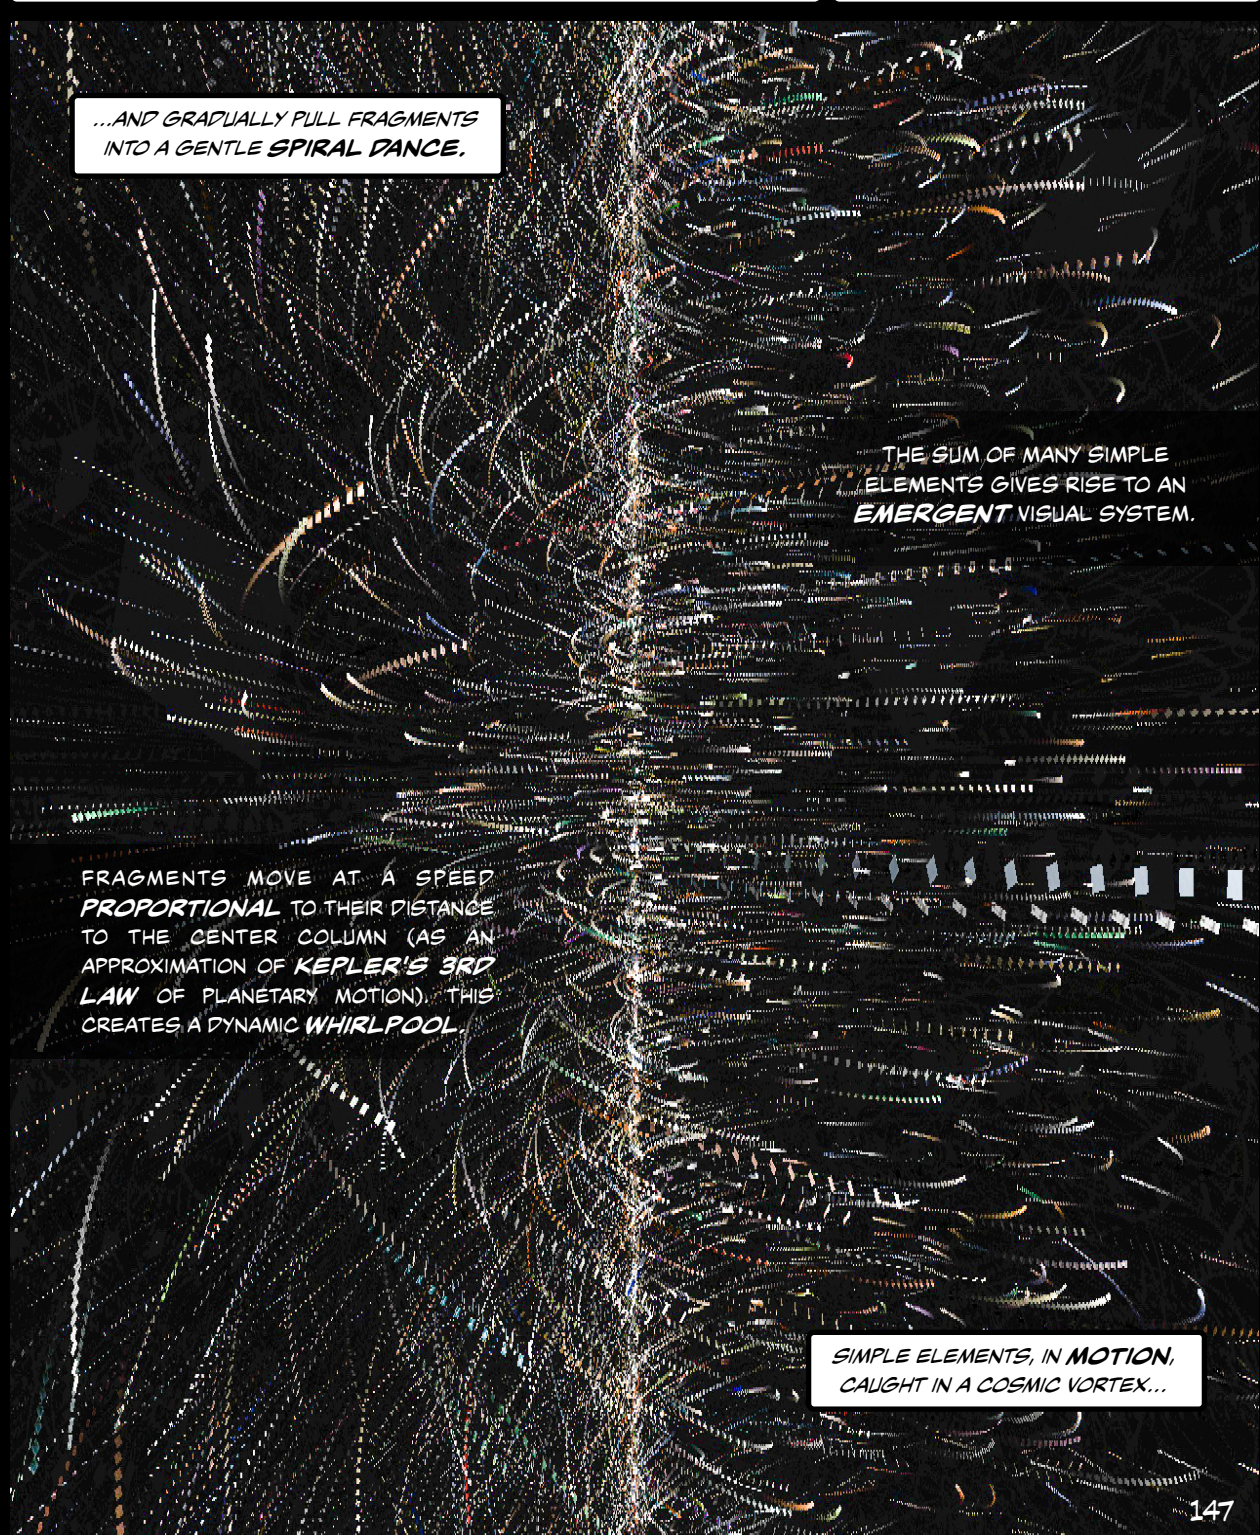 ...AND GRADUALLY PULL FRAGMENTS
INTO A GENTLE SPIRAL DANCE.
THE SUM OF MANY SIMPLE
ELEMENTS GIVES RISE TO AN
EMERGENT VISUAL SYSTEM.
FRAGMENTS MOVE AT A SPEED
PROPORTIONAL TO THEIR DISTANCE
TO THE CENTER COLUMN (AS AN
APPROXIMATION OF KEPLER'S 3RD
LAW OF PLANETARY MOTION). THIS
CREATES A DYNAMIC WHIRLPOOL.
SIMPLE ELEMENTS, IN MOTION,
CAUGHT IN A COSMIC VORTEX...
147